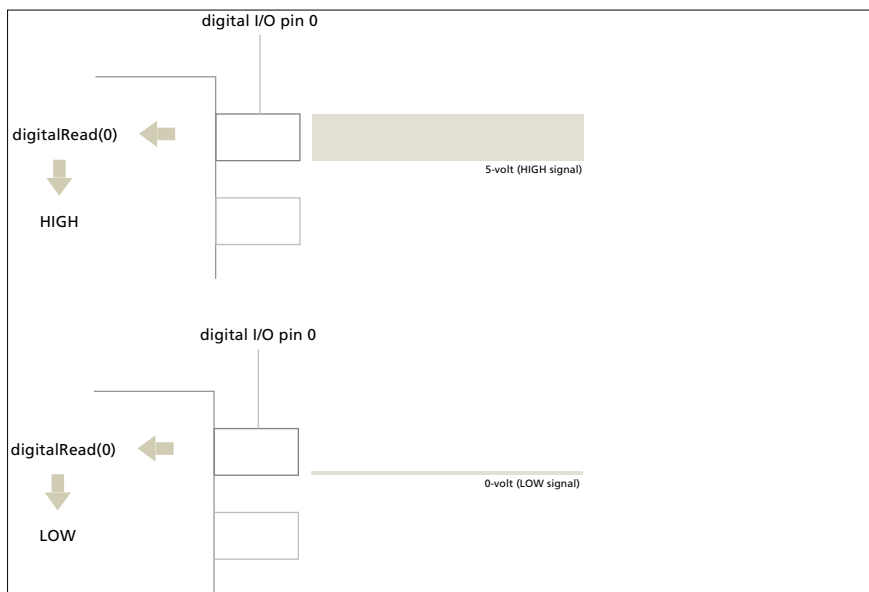 digital I/O pin 0
digitalRead(0)
5-volt (HIGH signal)
HIGH
digital I/O pin 0
digitalRead(0)
0-volt (LOW signal)
LOW